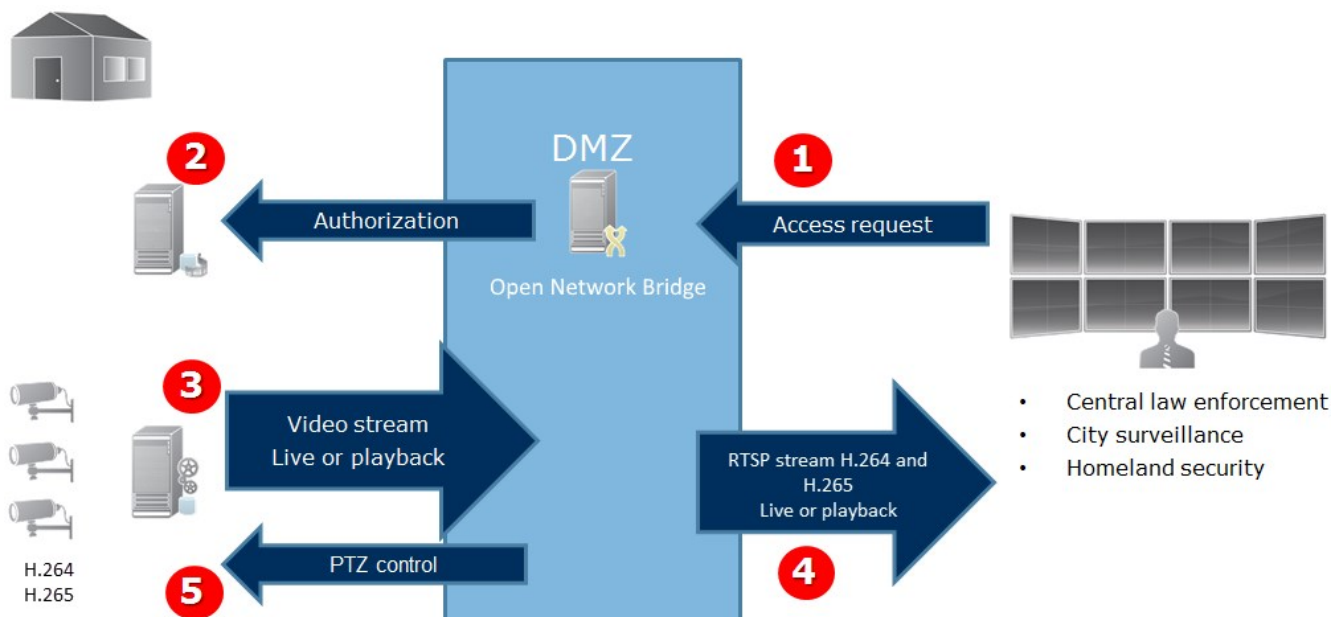 DMZ
1
2
Authorization
Access request
Open Network Bridge
3
Video stream
Live or playback
RTSP stream H.264 and
H.265
Live or playback
• Central law enforcement
• City surveillance
• Homeland security
PTZ control
4
5
H.264
H.265